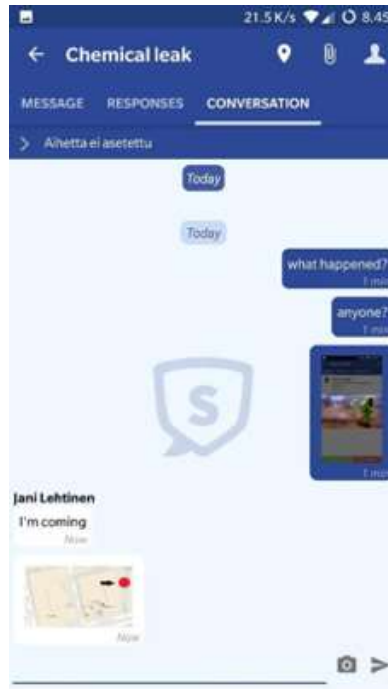 21.5 K/s 8.45
Chemical leak
MESSAGE RESPONSES CONVERSATION
Aihetta ei asetettu
Today
Today
what happened?
1 min
anyone?
1 min
S
1 min
Jani Lehtinen
I'm coming
Now
Now